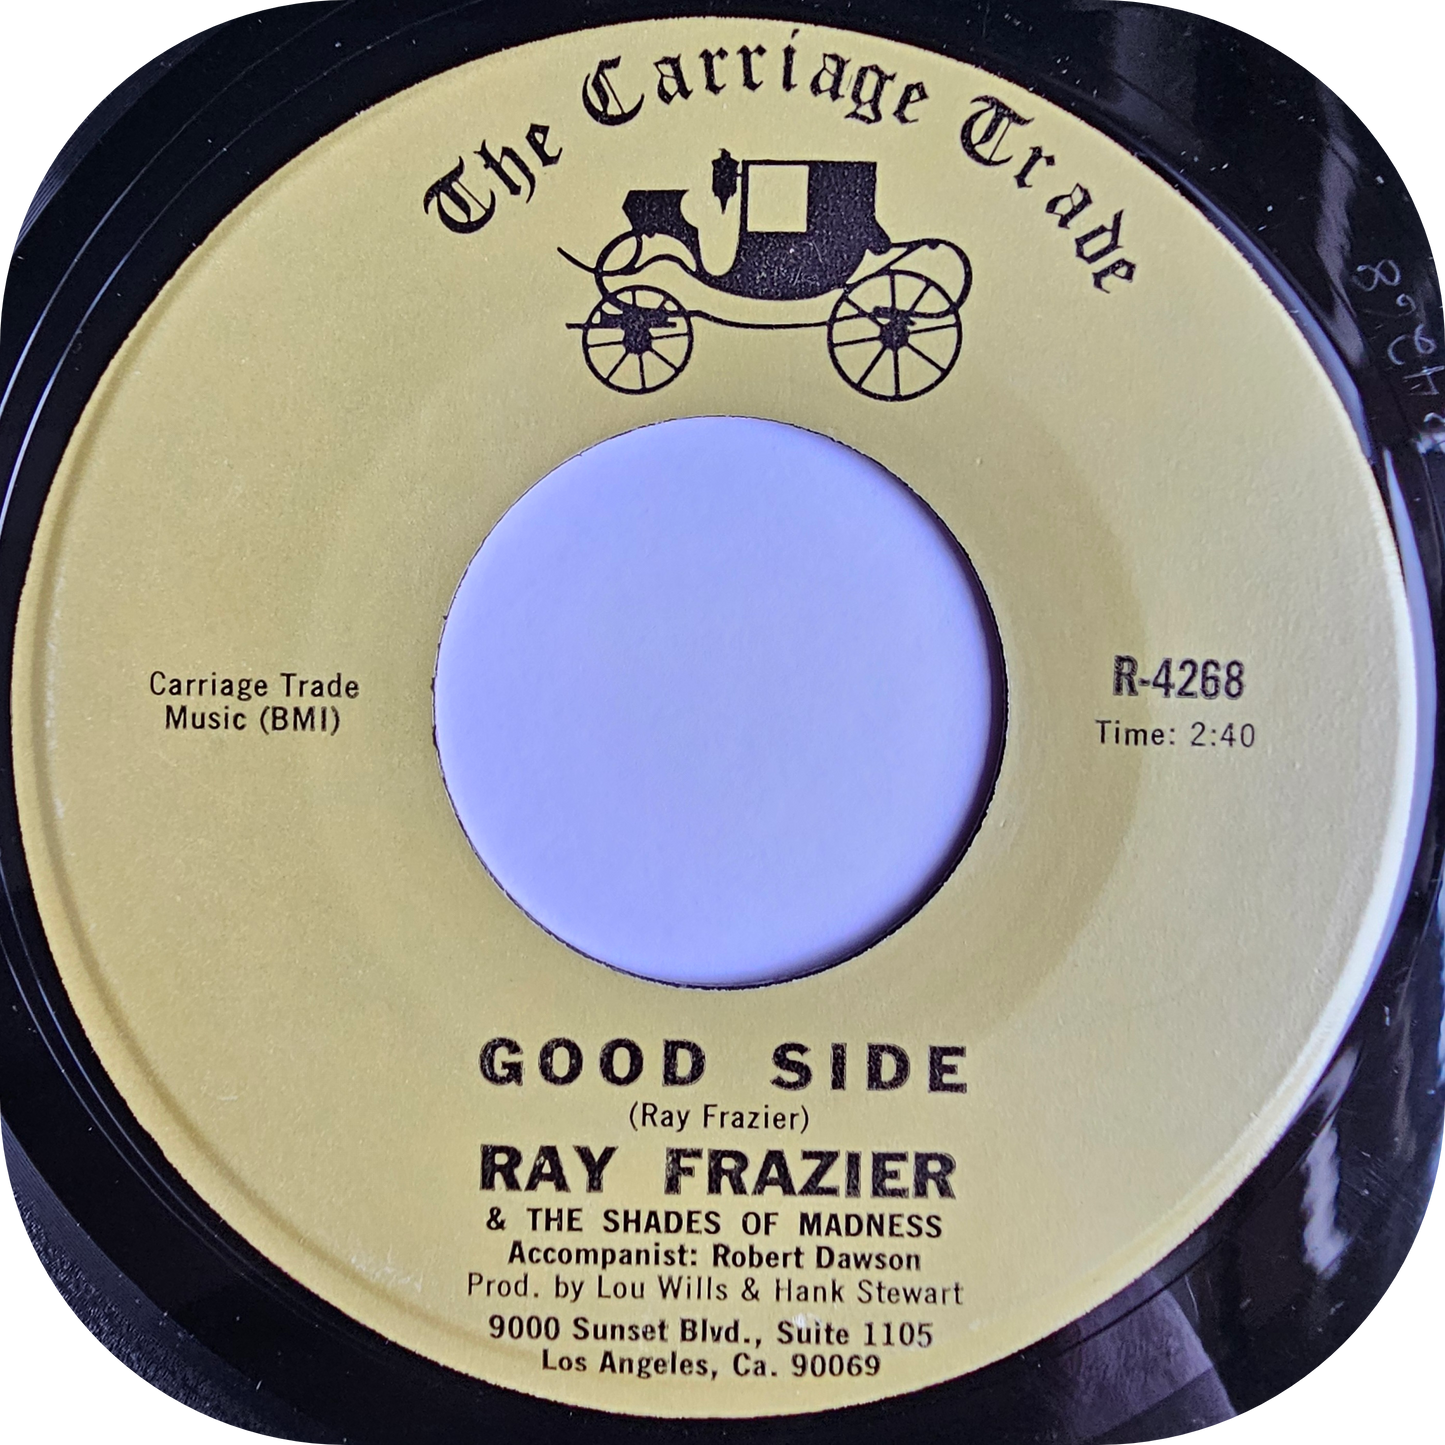 The Carriage Trade
Carriage Trade
Music (BMI)
R-4268
Time: 2:40
GOOD SIDE
(Ray Frazier)
RAY FRAZIER
& THE SHADES OF MADNESS
Accompanist: Robert Dawson
Prod. by Lou Wills & Hank Stewart
9000 Sunset Blvd., Suite 1105
Los Angeles, Ca. 90069